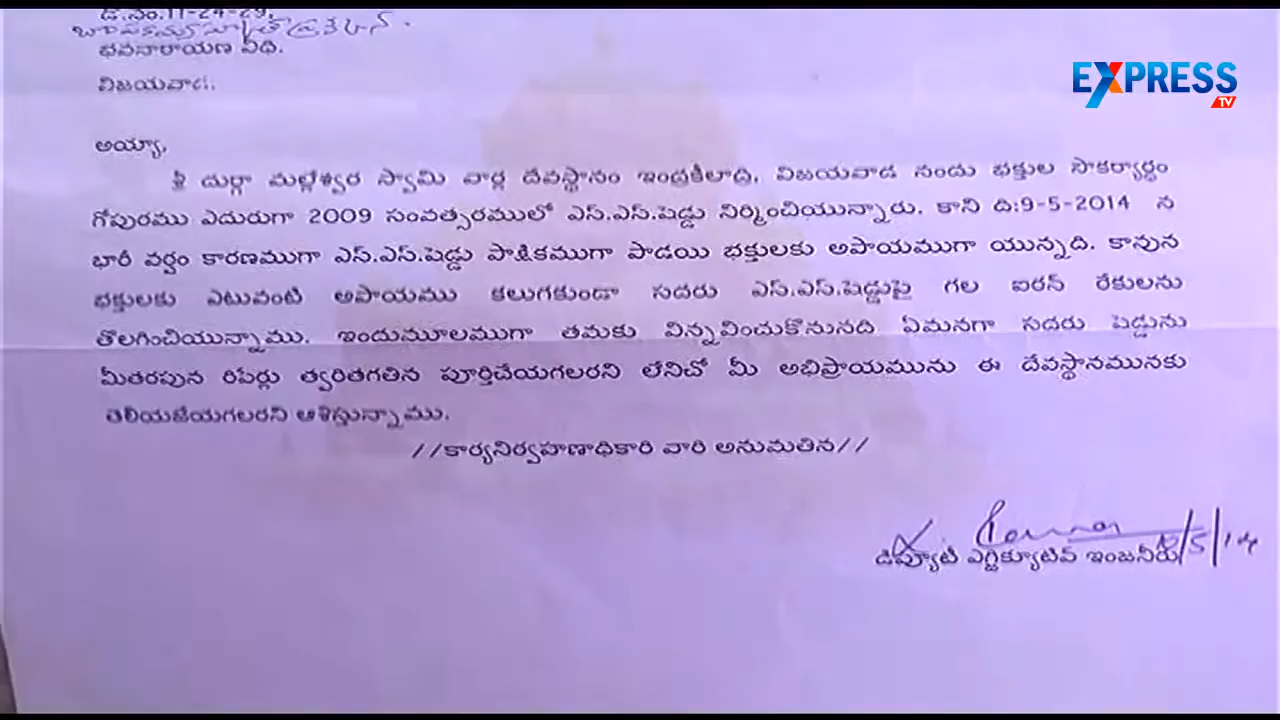 డో.నం.11-24-29,
భవనారాయణ వీధి.
విజయవాడ.
EXPRESS
TV
అయ్యా,
శ్రీ దుర్గా మల్లేశ్వర స్వామి వార్ల దేవస్థానం ఇంద్రకీలాద్రి, విజయవాడ నందు భక్తుల సౌకర్యార్ధం
గోపురము ఎదురుగా 2009 సంవత్సరములో ఎస్.ఎస్.షెడ్డు నిర్మించియున్నారు. కాని ది:9-5-2014 న
భారీ వర్షం కారణముగా ఎస్.ఎస్.షెడ్డు పాక్షికముగా పాడయి భక్తులకు అపాయముగా యున్నది. కావున
భక్తులకు ఎటువంటి అపాయము కలుగకుండా సదరు ఎస్.ఎస్.షెడ్డుపై గల ఐరన్ రేకులను
తొలగించియున్నాము. ఇందుమూలముగా తమకు విన్నవించుకొనునది ఏమనగా సదరు షెడ్డును
మీతరపున రిపేర్లు త్వరితగతిన పూర్తిచేయగలరని లేనిచో మీ అభిప్రాయమును ఈ దేవస్థానమునకు
తెలియజేయగలరని ఆశిస్తున్నాము.
//కార్యనిర్వహణాధికారి వారి అనుమతిన//
డిప్యూటి ఎగ్జిక్యూటివ్ ఇంజనీరు